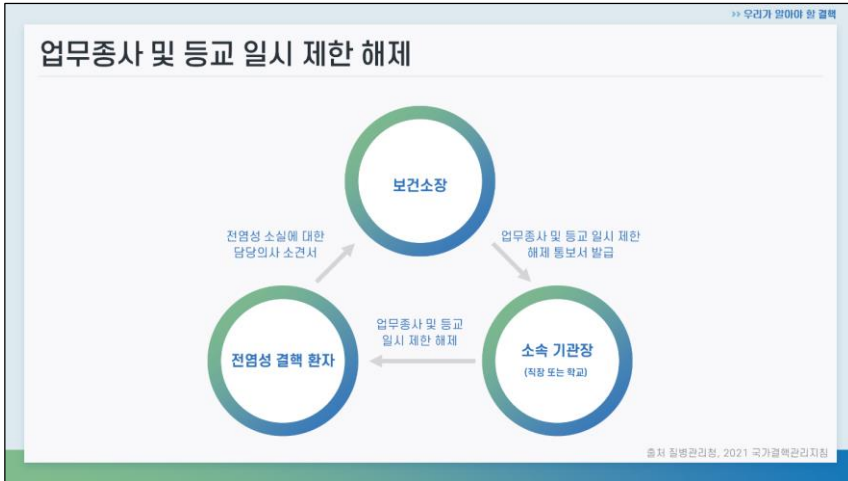 >> 우리가 알아야 할 결핵
업무종사 및 등교 일시 제한 해제
보건소장
전염성 소실에 대한
담당의사 소견서
업무종사 및 등교 일시 제한
해제 통보서 발급
업무종사 및 등교
일시 제한 해제
전염성 결핵 환자
소속 기관장
(직장 또는 학교)
출처 질병관리청, 2021 국가결핵관리지침